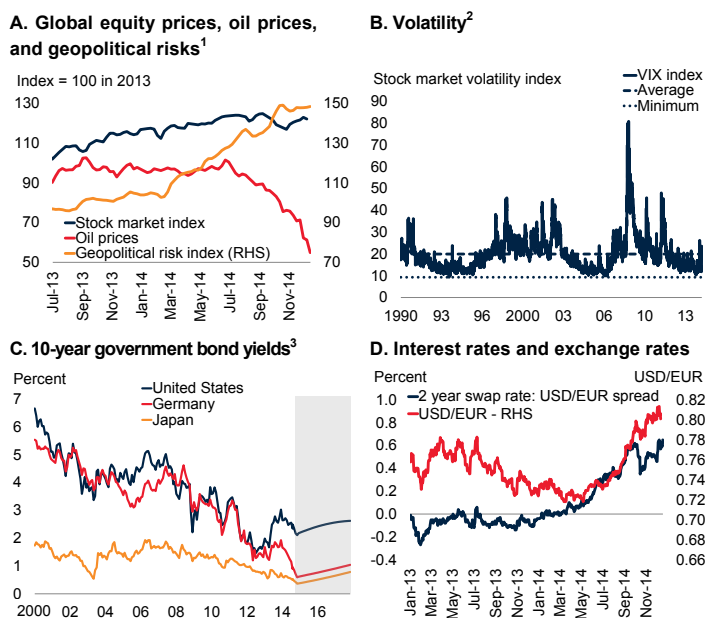 A. Global equity prices, oil prices,
and geopolitical risks1
Index = 100 in 2013
130
110
90
70
50
150
130
110
90
70
Stock market index
Oil prices
Geopolitical risk index (RHS)
Jul-13
Sep-13
Nov-13
Jan-14
Mar-14
May-14
Jul-14
Sep-14
Nov-14
B. Volatility2
Stock market volatility index
VIX index
Average
Minimum
90
80
70
60
50
40
30
20
10
0
1990
93
96
2000
03
06
10
13
C. 10-year government bond yields3
Percent
United States
Germany
Japan
7
6
5
4
3
2
1
0
2000
02
04
06
08
10
12
14
16
D. Interest rates and exchange rates
Percent
USD/EUR
2 year swap rate: USD/EUR spread
USD/EUR - RHS
1.0
0.8
0.6
0.4
0.2
0.0
-0.2
-0.4
0.82
0.80
0.78
0.76
0.74
0.72
0.70
0.68
0.66
Jan-13
Mar-13
May-13
Jul-13
Sep-13
Nov-13
Jan-14
Mar-14
May-14
Jul-14
Sep-14
Nov-14